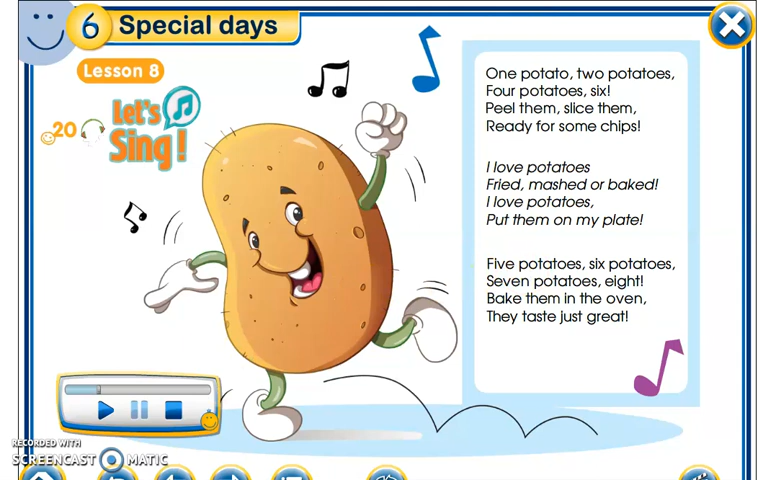 6 Special days
Lesson 8
20
Let's
Sing!
One potato, two potatoes,
Four potatoes, six!
Peel them, slice them,
Ready for some chips!
I love potatoes
Fried, mashed or baked!
I love potatoes,
Put them on my plate!
Five potatoes, six potatoes,
Seven potatoes, eight!
Bake them in the oven,
They taste just great!
RECORDED WITH
SCREENCAST MATIC